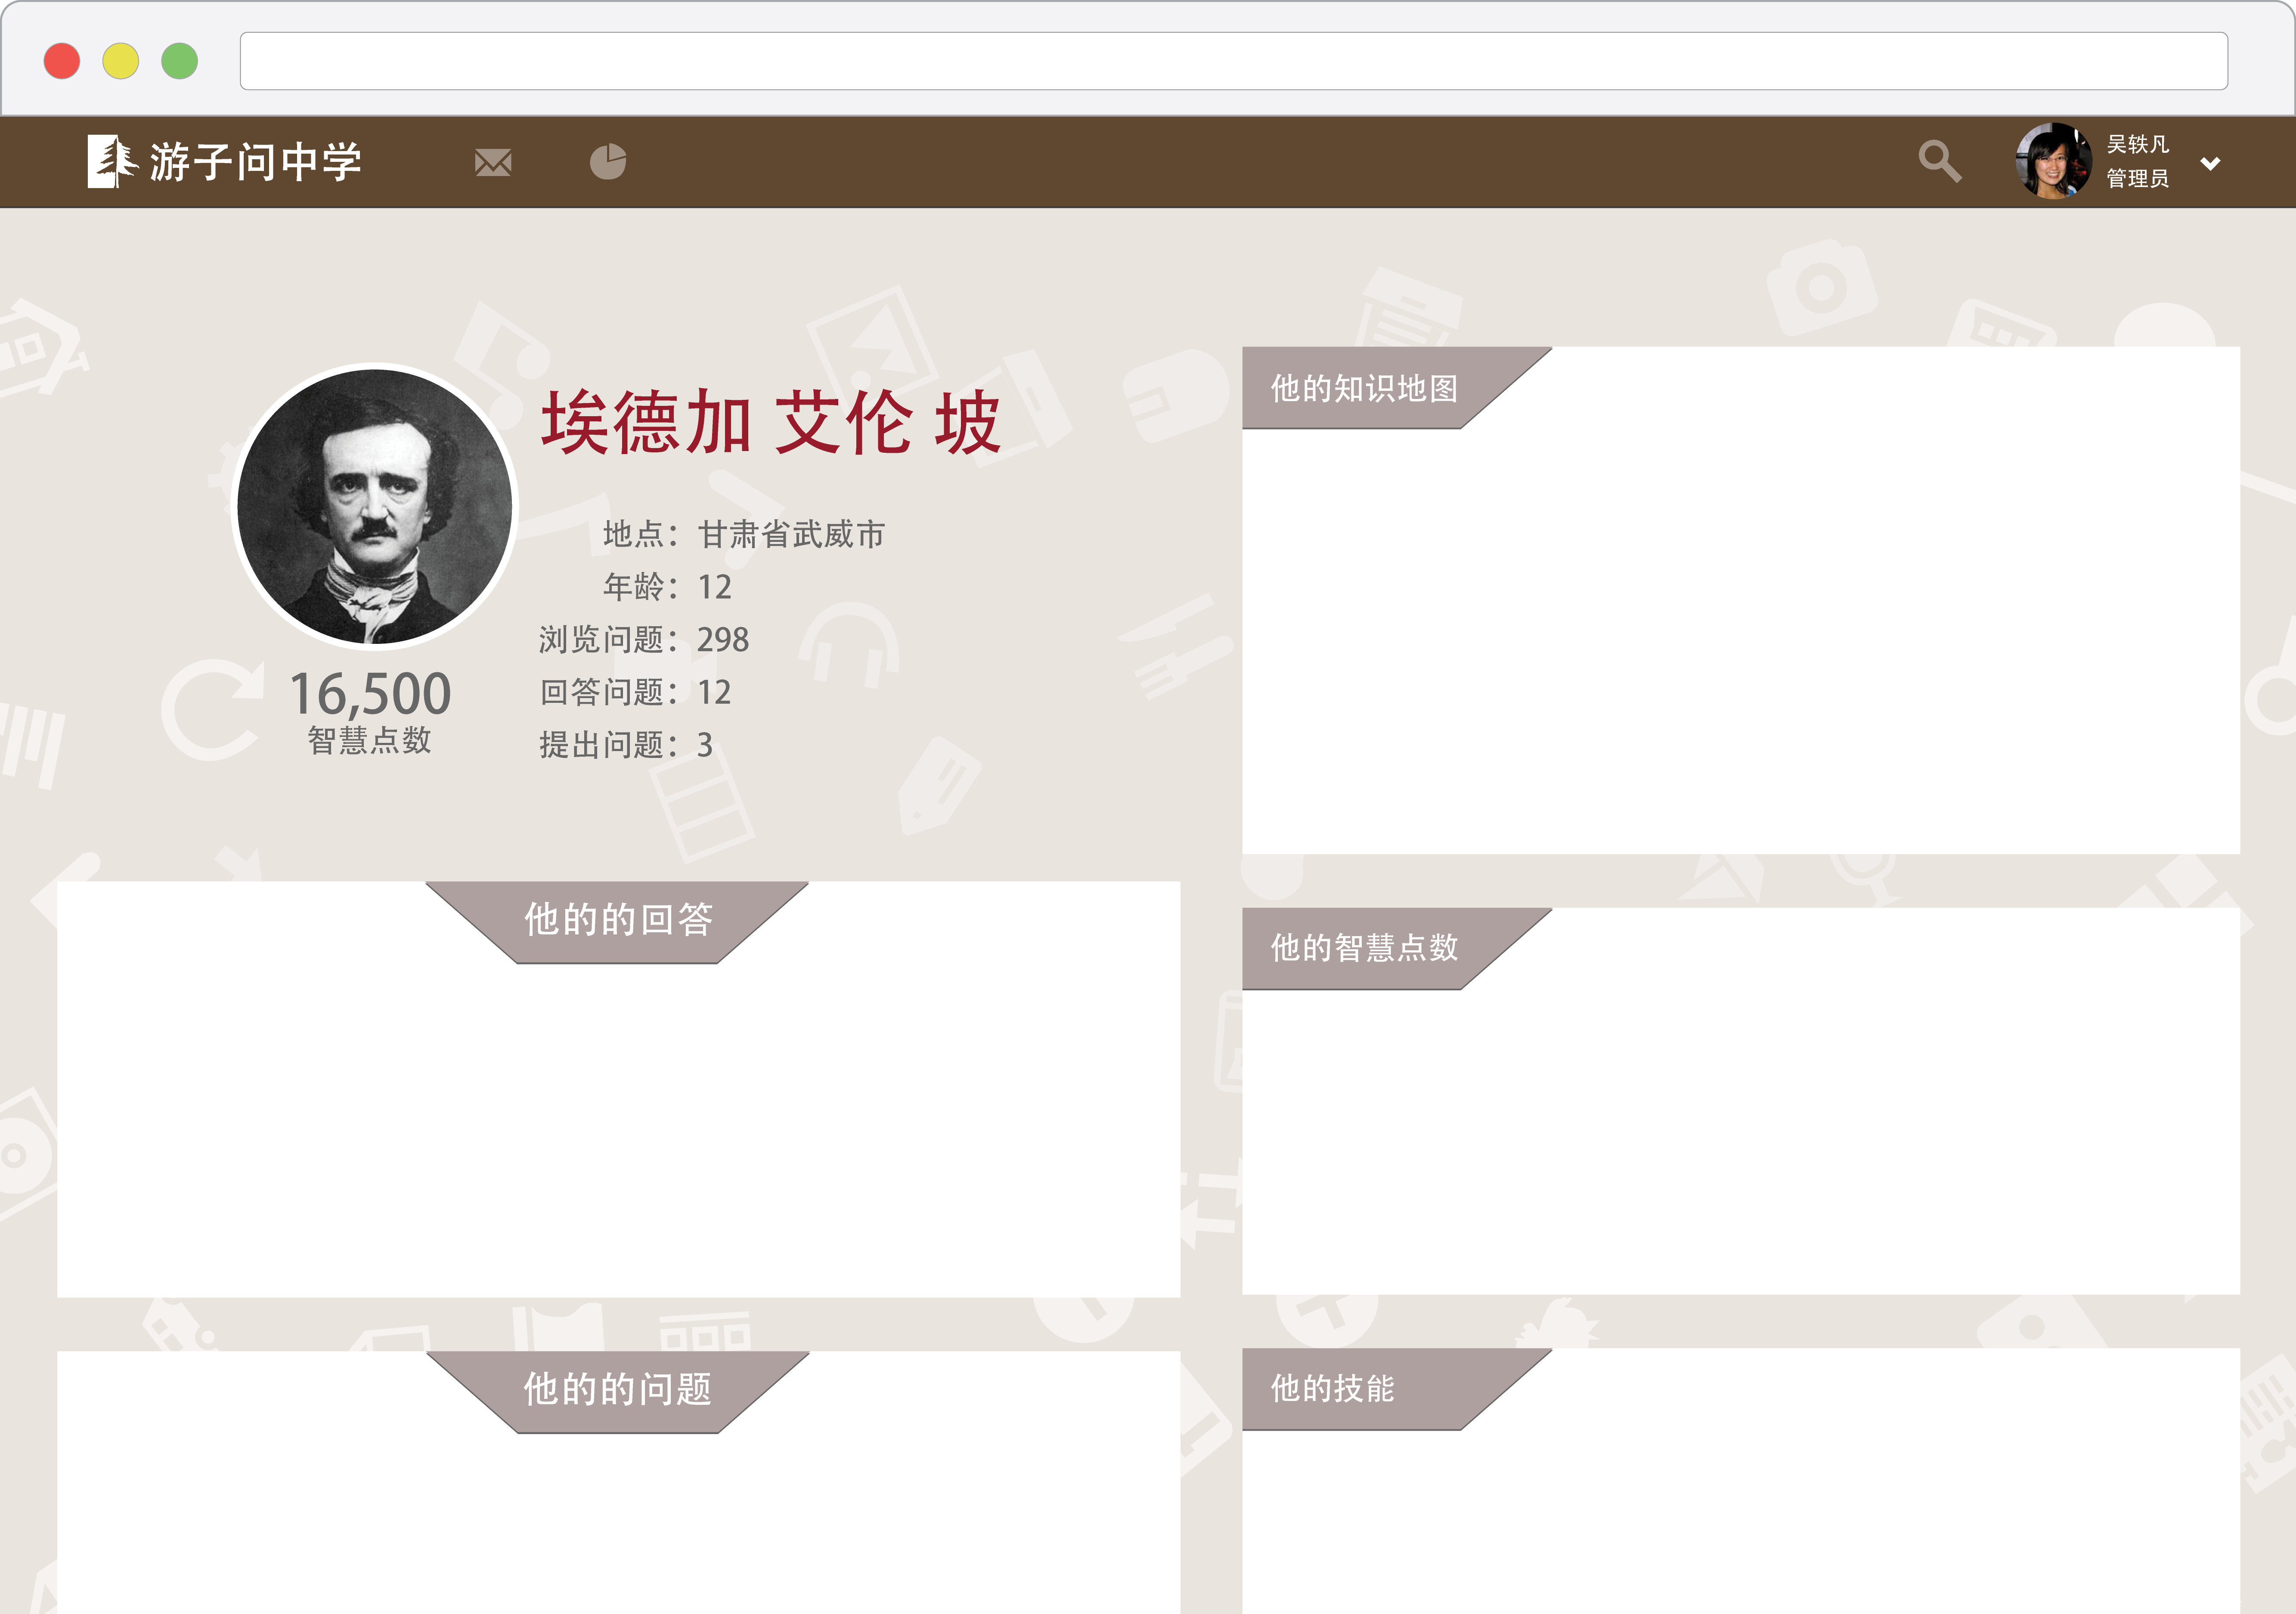 游子问中学
吴轶凡
管理员
埃德加 艾伦 坡
地点：甘肃省武威市
年龄：12
浏览问题：298
回答问题：12
提出问题：3
16,500
智慧点数
他的知识地图
他的的回答
他的智慧点数
他的的问题
他的技能